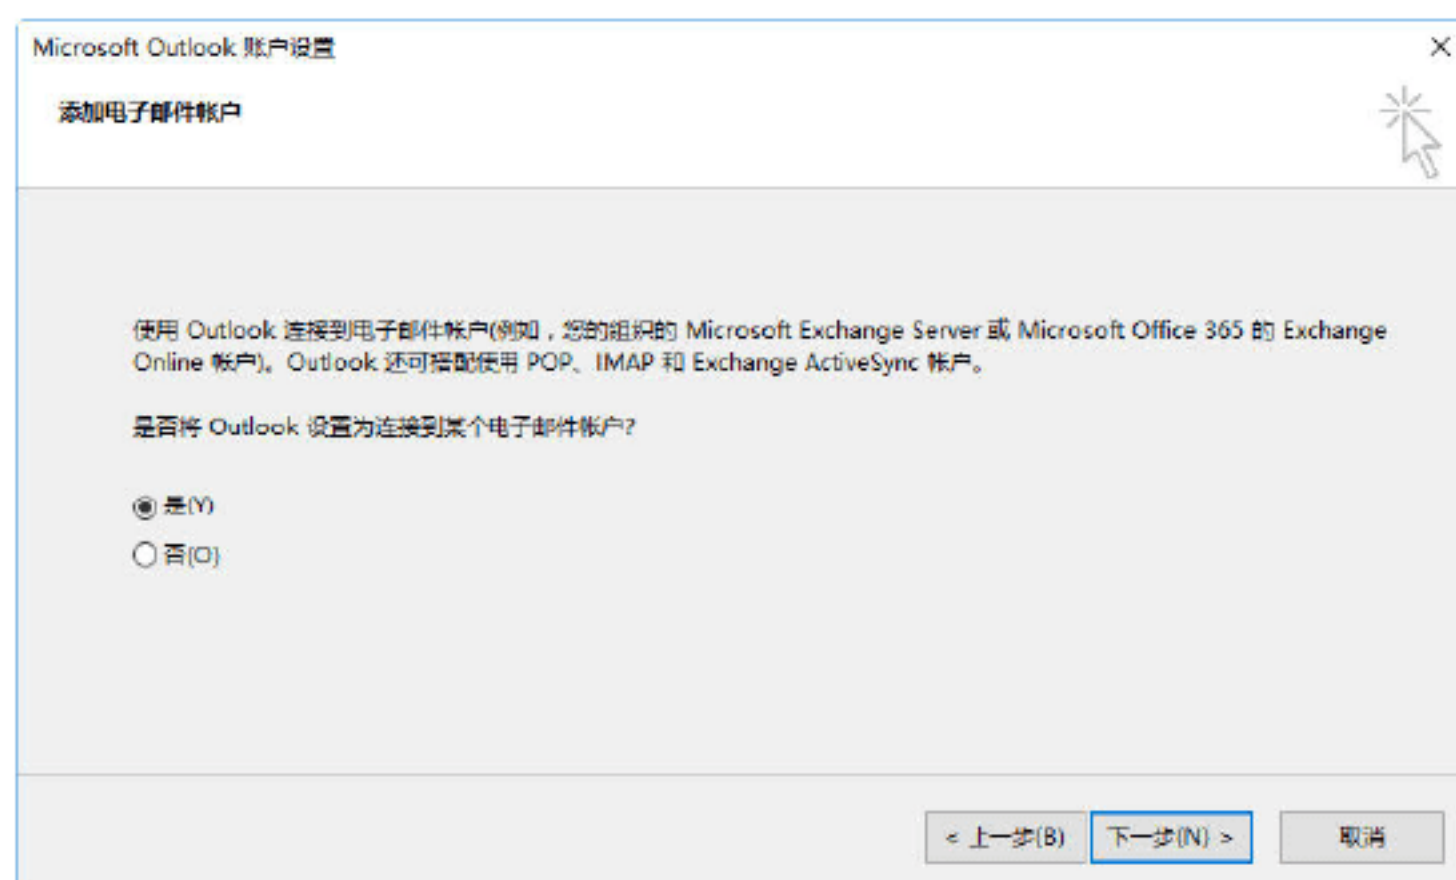 Microsoft Outlook 账户设置
添加电子邮件帐户
使用 Outlook 连接到电子邮件帐户(例如，您的组织的 Microsoft Exchange Server 或 Microsoft Office 365 的 Exchange
Online 帐户)。Outlook 还可搭配使用 POP、IMAP 和 Exchange ActiveSync 帐户。
是否将 Outlook 设置为连接到某个电子邮件帐户?
是(Y)
否(O)
< 上一步(B)
下一步(N) >
取消